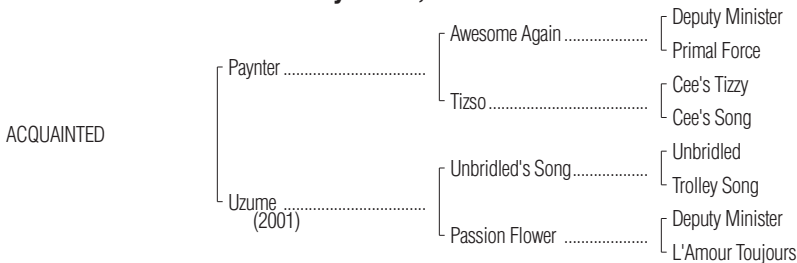 Deputy Minister
Awesome Again ....................
Primal Force
Paynter ..................................
Cee's Tizzy
Tizso ......................................
Cee's Song
ACQUAINTED
Unbridled
Unbridled's Song ..................
Trolley Song
Uzume ..................................
(2001)
Deputy Minister
Passion Flower ....................
L'Amour Toujours